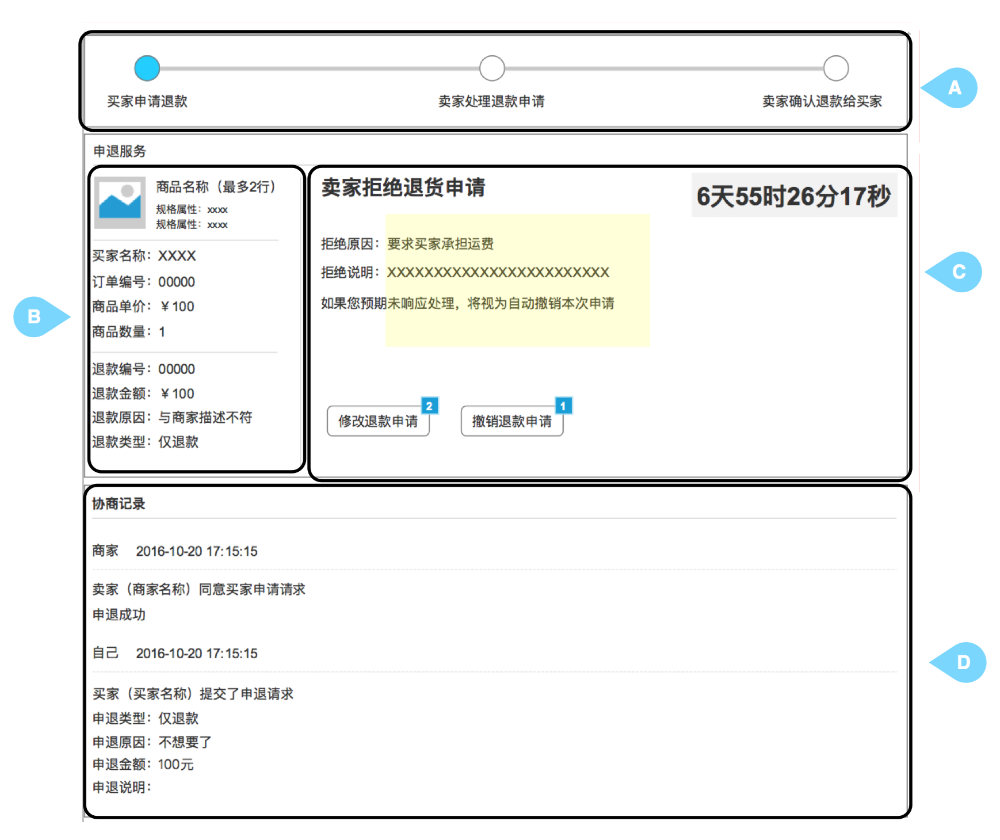 买家申请退款
卖家处理退款申请
卖家确认退款给买家
A
申退服务
商品名称（最多2行）
规格属性：xxxx
规格属性：xxxx
买家名称：XXXX
订单编号：00000
商品单价：￥100
商品数量：1
退款编号：00000
退款金额：￥100
退款原因：与商家描述不符
退款类型：仅退款
B
卖家拒绝退货申请
6天55时26分17秒
拒绝原因：要求买家承担运费
拒绝说明：XXXXXXXXXXXXXXXXXXXXXXXX
如果您预期未响应处理，将视为自动撤销本次申请
修改退款申请
2
撤销退款申请
1
C
协商记录
商家 2016-10-20 17:15:15
卖家（商家名称）同意买家申请请求
申退成功
自己 2016-10-20 17:15:15
买家（买家名称）提交了申退请求
申退类型：仅退款
申退原因：不想要了
申退金额：100元
申退说明：
D